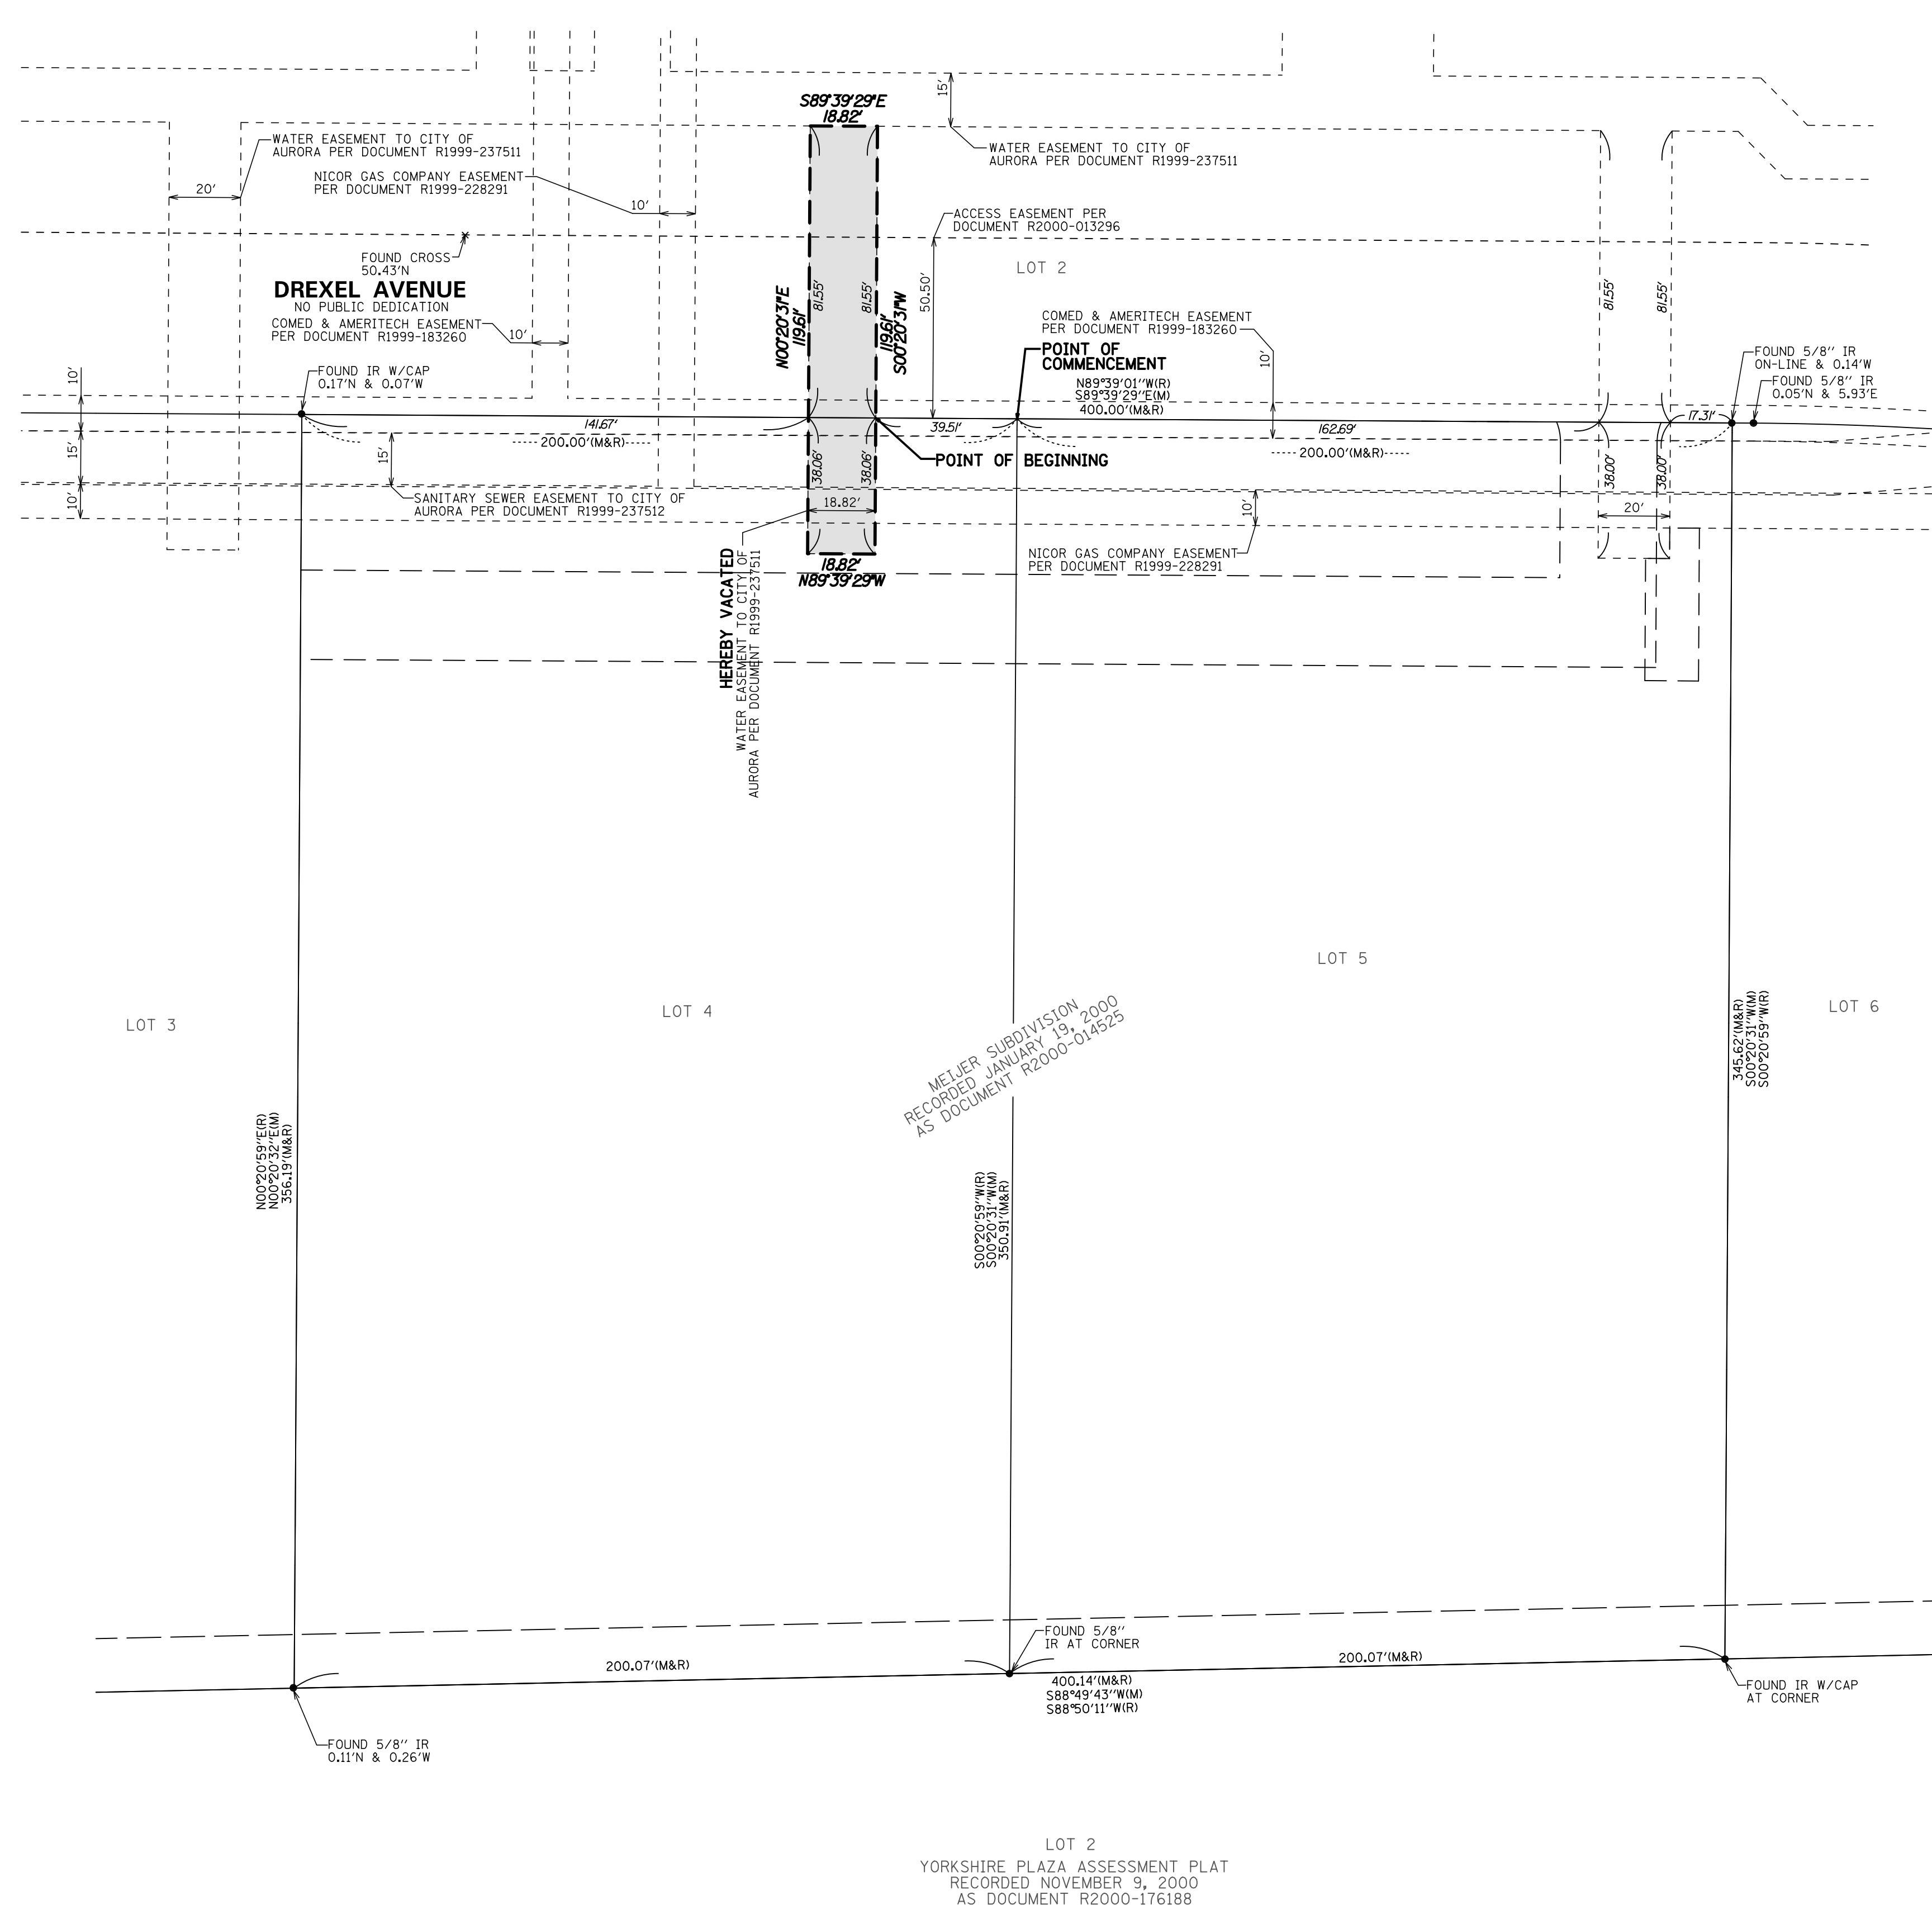 S89°39'29"E
18.82'
15'
WATER EASEMENT TO CITY OF
AURORA PER DOCUMENT R1999-237511
WATER EASEMENT TO CITY OF
AURORA PER DOCUMENT R1999-237511
NICOR GAS COMPANY EASEMENT
PER DOCUMENT R1999-228291
20'
10'
ACCESS EASEMENT PER
DOCUMENT R2000-013296
FOUND CROSS
50.43'N
LOT 2
DREXEL AVENUE
NO PUBLIC DEDICATION
COMED & AMERITECH EASEMENT
PER DOCUMENT R1999-183260
10'
N00°20'31"E
119.61'
81.55'
81.55'
119.61'
S00°20'31"W
50.50'
COMED & AMERITECH EASEMENT
PER DOCUMENT R1999-183260
10'
81.55'
81.55'
POINT OF
COMMENCEMENT
N89°39'01"W(R)
S89°39'29"E(M)
400.00'(M&R)
FOUND 5/8" IR
ON-LINE & 0.14'W
FOUND 5/8" IR
0.05'N & 5.93'E
FOUND IR W/CAP
0.17'N & 0.07'W
10'
15'
10'
141.67'
200.00'(M&R)
39.51'
162.69'
200.00'(M&R)
17.31'
15'
38.06'
38.06'
POINT OF BEGINNING
38.00'
38.00'
SANITARY SEWER EASEMENT TO CITY OF
AURORA PER DOCUMENT R1999-237512
18.82'
10'
20'
NICOR GAS COMPANY EASEMENT
PER DOCUMENT R1999-228291
18.82'
N89°39'29"W
HEREBY VACATED
WATER EASEMENT TO CITY OF
AURORA PER DOCUMENT R1999-237511
LOT 5
LOT 3
LOT 4
LOT 6
MEIJER SUBDIVISION
RECORDED JANUARY 19, 2000
AS DOCUMENT R2000-014525
345.62'(M&R)
S00°20'31"W(M)
S00°20'59"W(R)
N00°20'59"E(R)
N00°20'32"E(M)
356.19'(M&R)
S00°20'59"W(R)
S00°20'31"W(M)
350.91'(M&R)
FOUND 5/8"
IR AT CORNER
200.07'(M&R)
200.07'(M&R)
400.14'(M&R)
S88°49'43"W(M)
S88°50'11"W(R)
FOUND IR W/CAP
AT CORNER
FOUND 5/8" IR
0.11'N & 0.26'W
LOT 2
YORKSHIRE PLAZA ASSESSMENT PLAT
RECORDED NOVEMBER 9, 2000
AS DOCUMENT R2000-176188